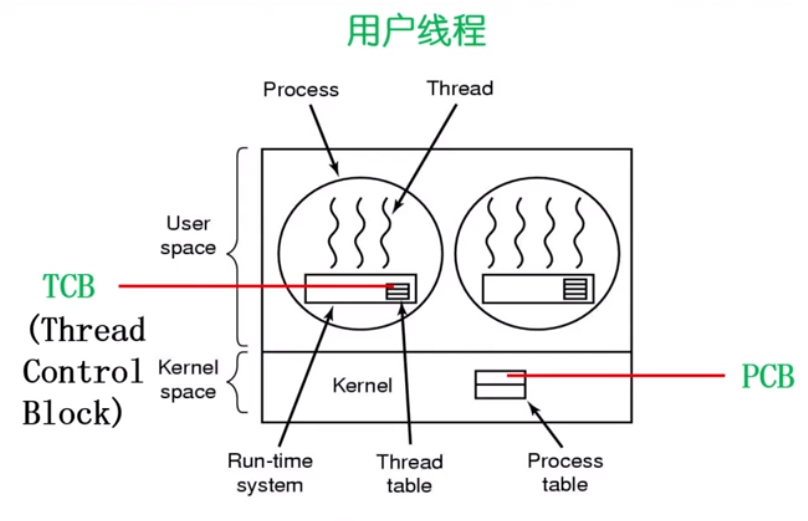 用户线程
Process
Thread
User
space
TCB
(Thread
Control
Block)
Kernel
space
Kernel
PCB
Run-time
system
Thread
table
Process
table